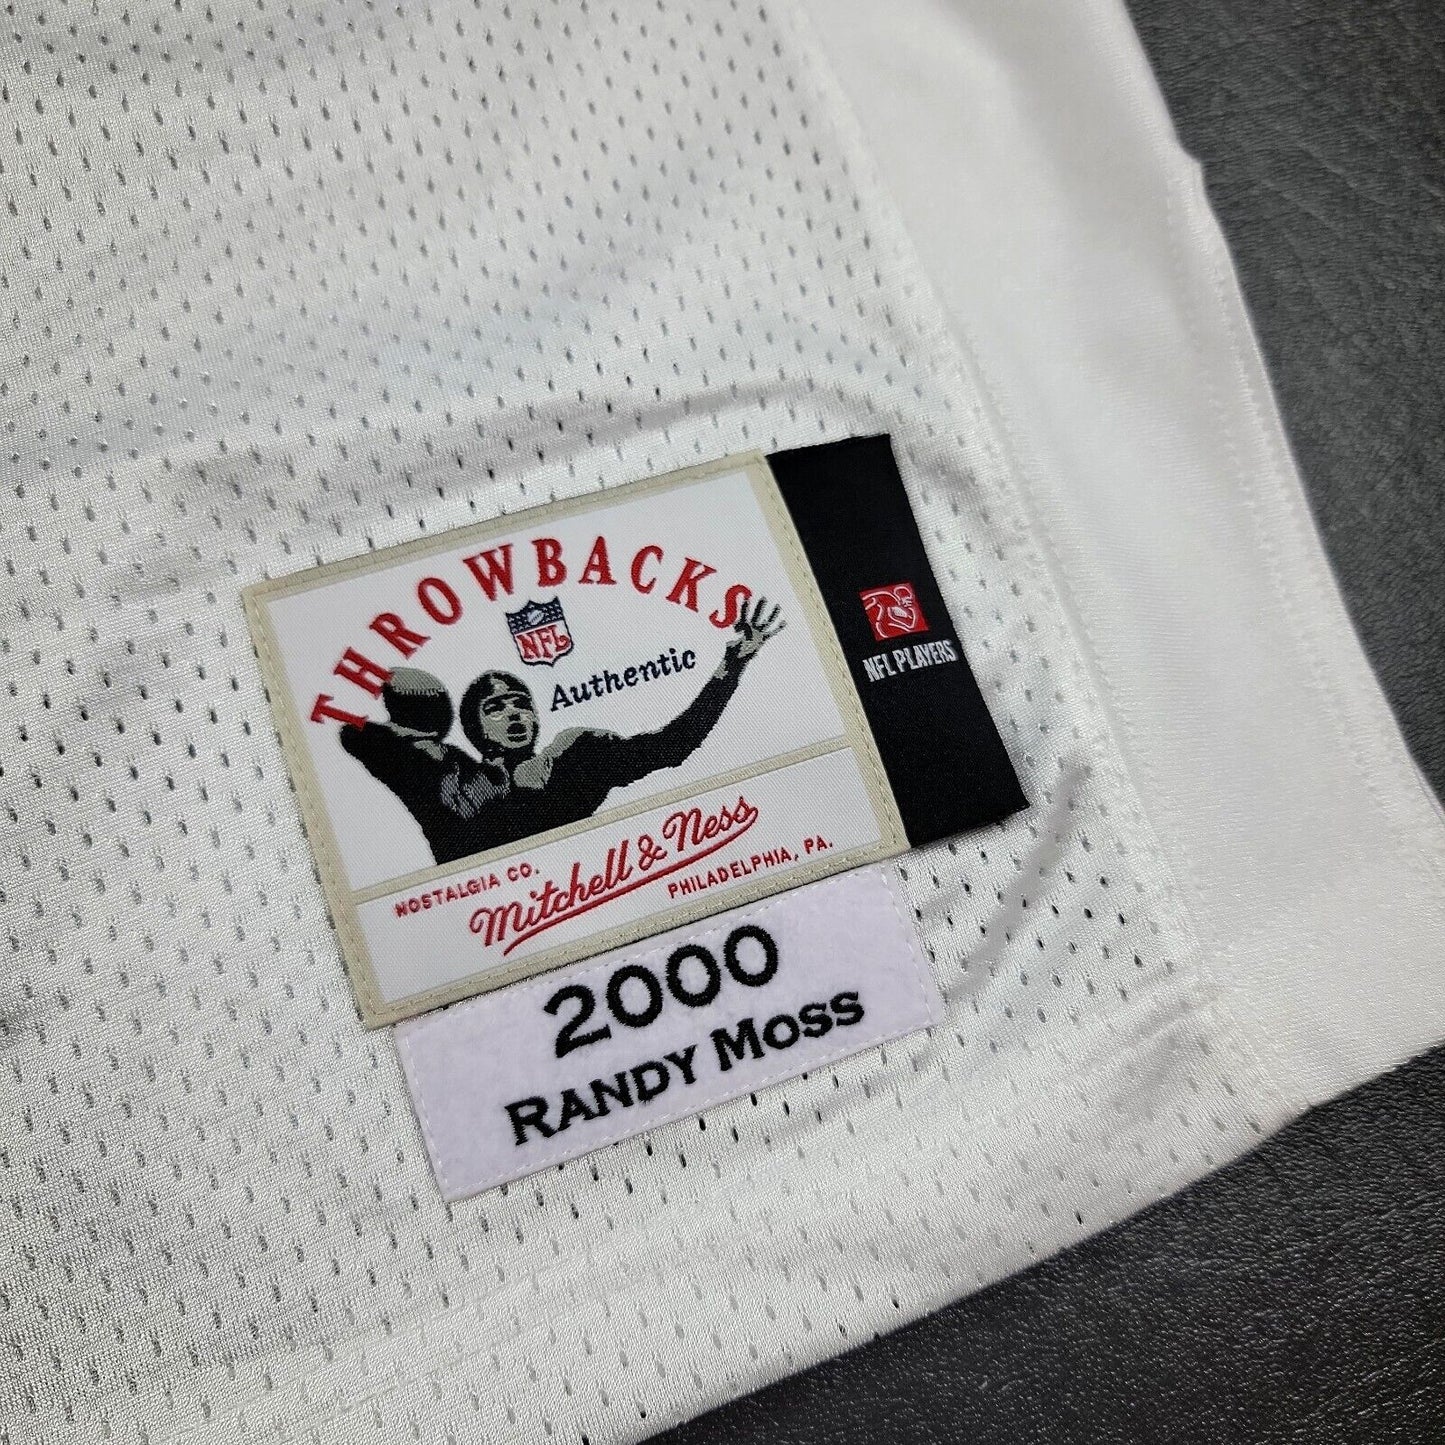 THROWBACKS
NFL
Authentic
NFL PLAYERS
NOSTALGIA CO.
Mitchell & Ness
PHILADELPHIA, PA.
2000
RANDY MOSS